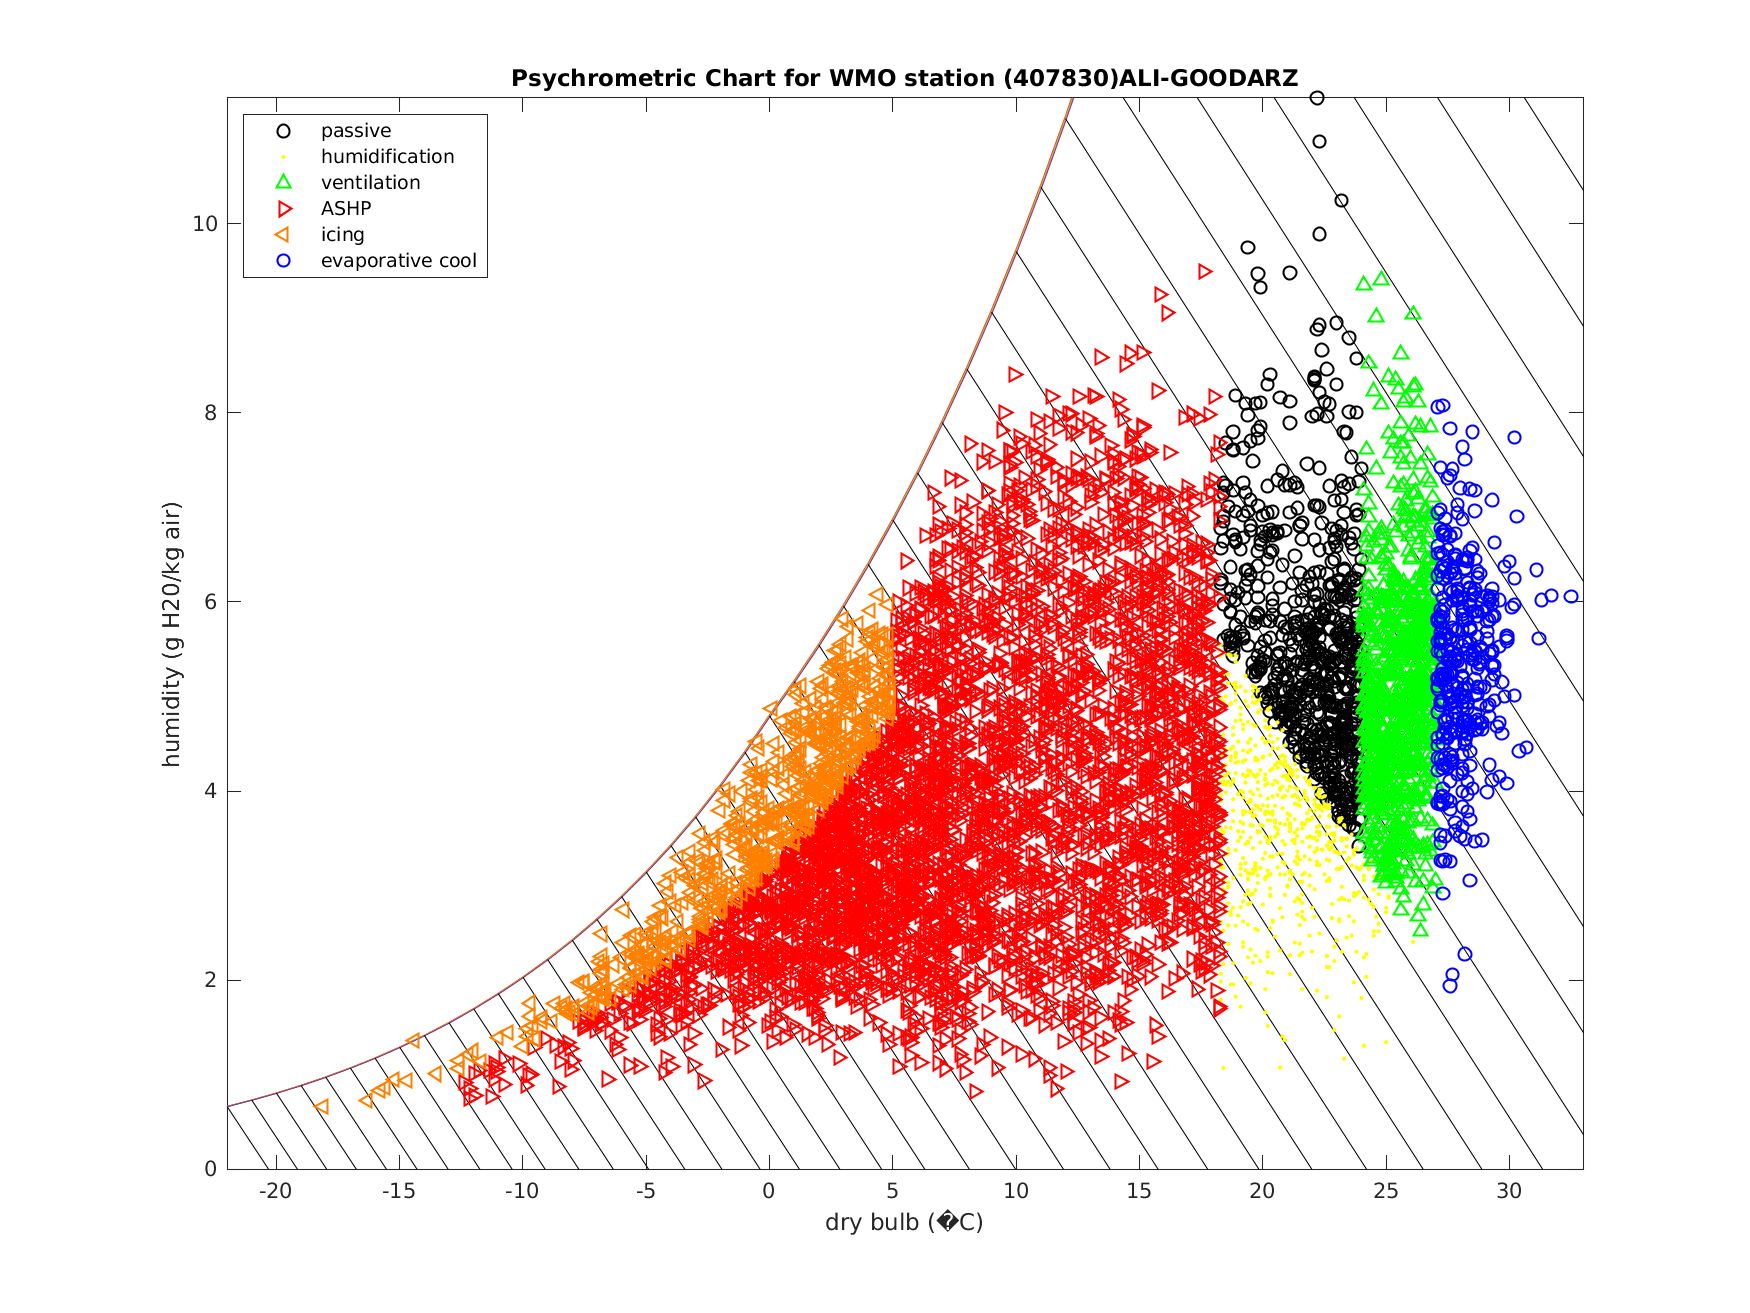 Psychrometric Chart for WMO station (407830)ALI-GOODARZ
passive
humidification
ventilation
ASHP
icing
evaporative cool
humidity (g H20/kg air)
10
8
6
4
2
0
-20 -15 -10 -5 0 5 10 15 20 25 30
dry bulb (�C)